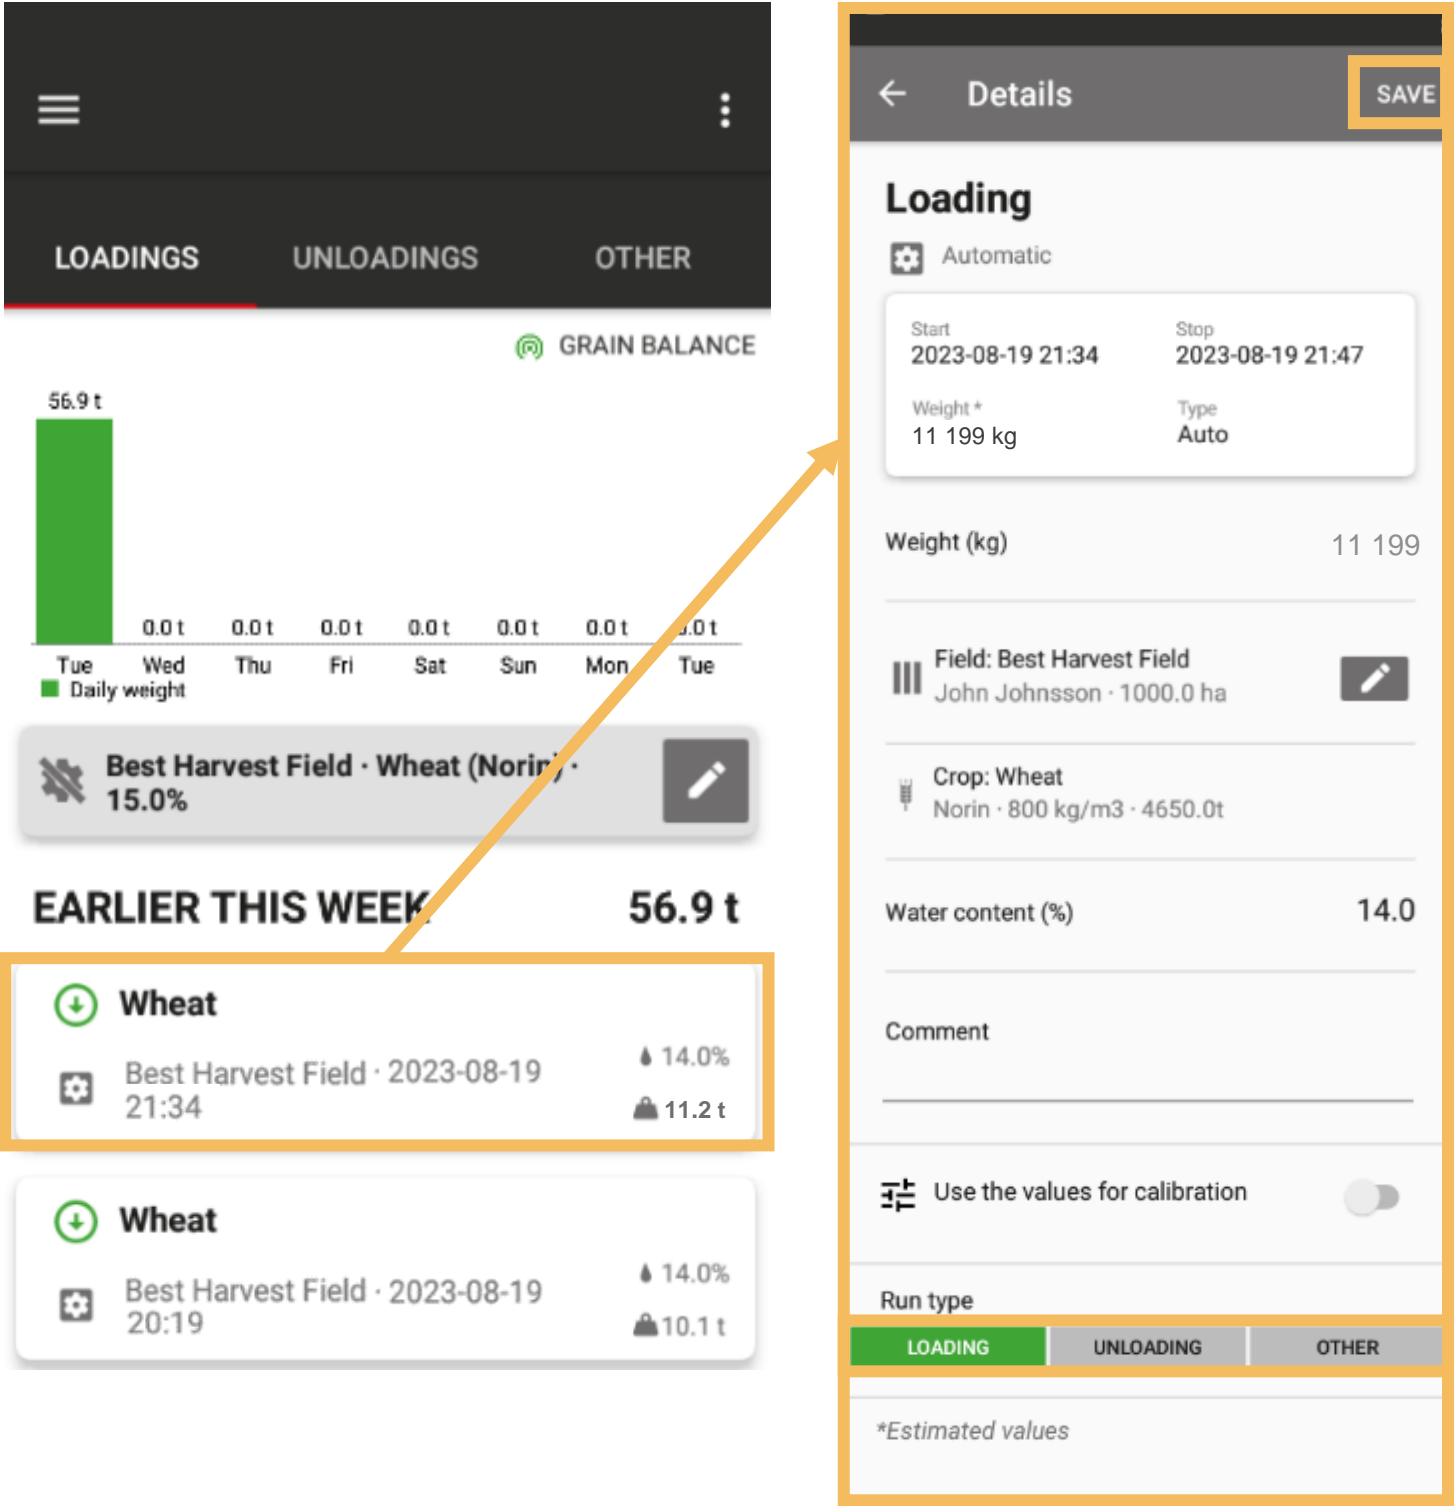 LOADINGS UNLOADINGS OTHER
GRAIN BALANCE
56.9 t
0.0 t 0.0 t 0.0 t 0.0 t 0.0 t 0.0 t 0.0 t
Tue Wed Thu Fri Sat Sun Mon Tue
Daily weight
Best Harvest Field · Wheat (Norin) ·
15.0%
EARLIER THIS WEEK 56.9 t
Wheat
14.0%
Best Harvest Field · 2023-08-19
21:34
11.2 t
Wheat
14.0%
Best Harvest Field · 2023-08-19
20:19
10.1 t
Details SAVE
Loading
Automatic
Start Stop
2023-08-19 21:34 2023-08-19 21:47
Weight * Type
11 199 kg Auto
Weight (kg) 11 199
Field: Best Harvest Field
John Johnsson · 1000.0 ha
Crop: Wheat
Norin · 800 kg/m3 · 4650.0t
Water content (%) 14.0
Comment
Use the values for calibration
Run type
LOADING UNLOADING OTHER
*Estimated values